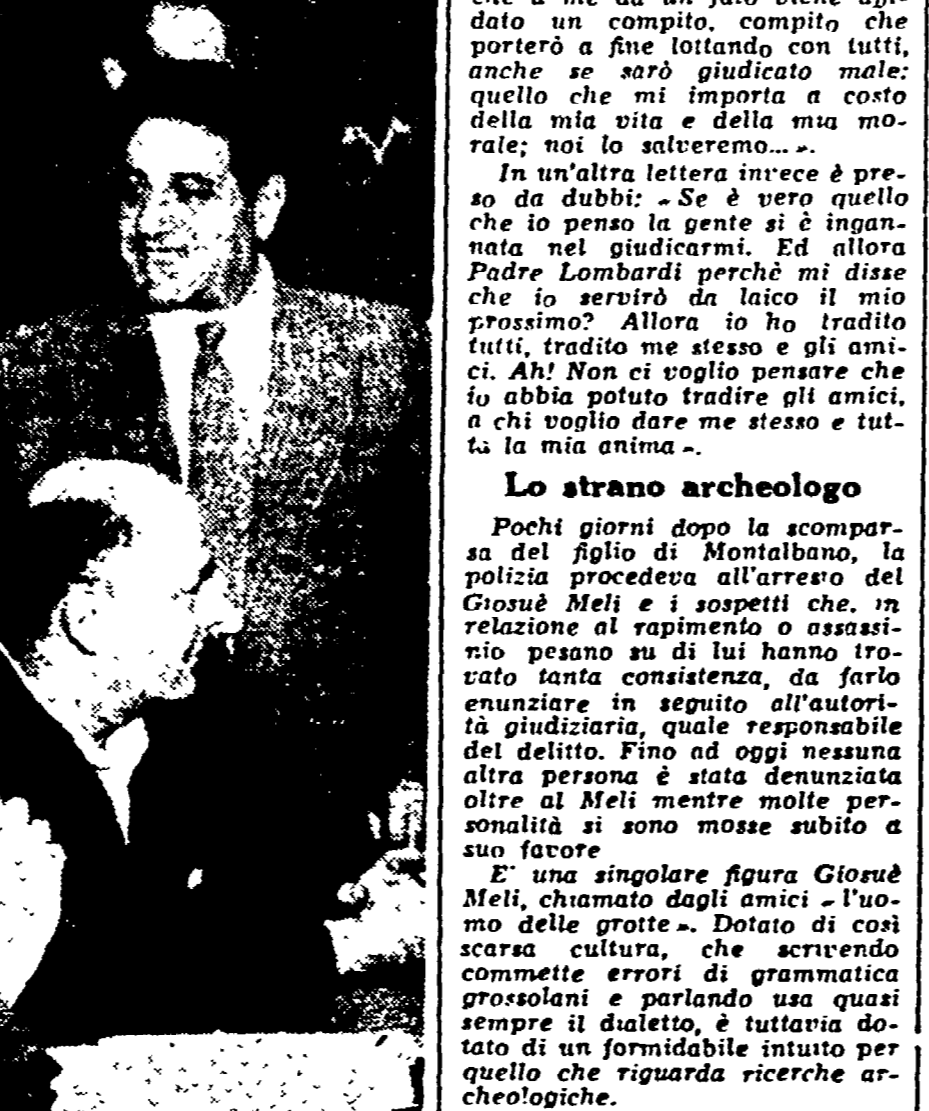 che a me da un fato viene affi-
dato un compito, compito che
porterò a fine lottando con tutti,
anche se sarò giudicato male:
quello che mi importa a costo
della mia vita e della mia mo-
rale; noi lo salveremo... ».
In un'altra lettera invece è pre-
so da dubbi: « Se è vero quello
che io penso la gente si è ingan-
nata nel giudicarmi. Ed allora
Padre Lombardi perchè mi disse
che io servirò da laico il mio
prossimo? Allora io ho tradito
tutti, tradito me stesso e gli ami-
ci. Ah! Non ci voglio pensare che
io abbia potuto tradire gli amici,
a chi voglio dare me stesso e tut-
ta la mia anima ».
Lo strano archeologo
Pochi giorni dopo la scompar-
sa del figlio di Montalbano, la
polizia procedeva all'arresto del
Giosuè Meli e i sospetti che, in
relazione al rapimento o assassi-
nio pesano su di lui hanno tro-
vato tanta consistenza, da farlo
enunziare in seguito all'autori-
tà giudiziaria, quale responsabile
del delitto. Fino ad oggi nessuna
altra persona è stata denunziata
oltre al Meli mentre molte per-
sonalità si sono mosse subito a
suo favore
E' una singolare figura Giosuè
Meli, chiamato dagli amici « l'uo-
mo delle grotte ». Dotato di così
scarsa cultura, che scrivendo
commette errori di grammatica
grossolani e parlando usa quasi
sempre il dialetto, è tuttavia do-
tato di un formidabile intuito per
quello che riguarda ricerche ar-
cheologiche.